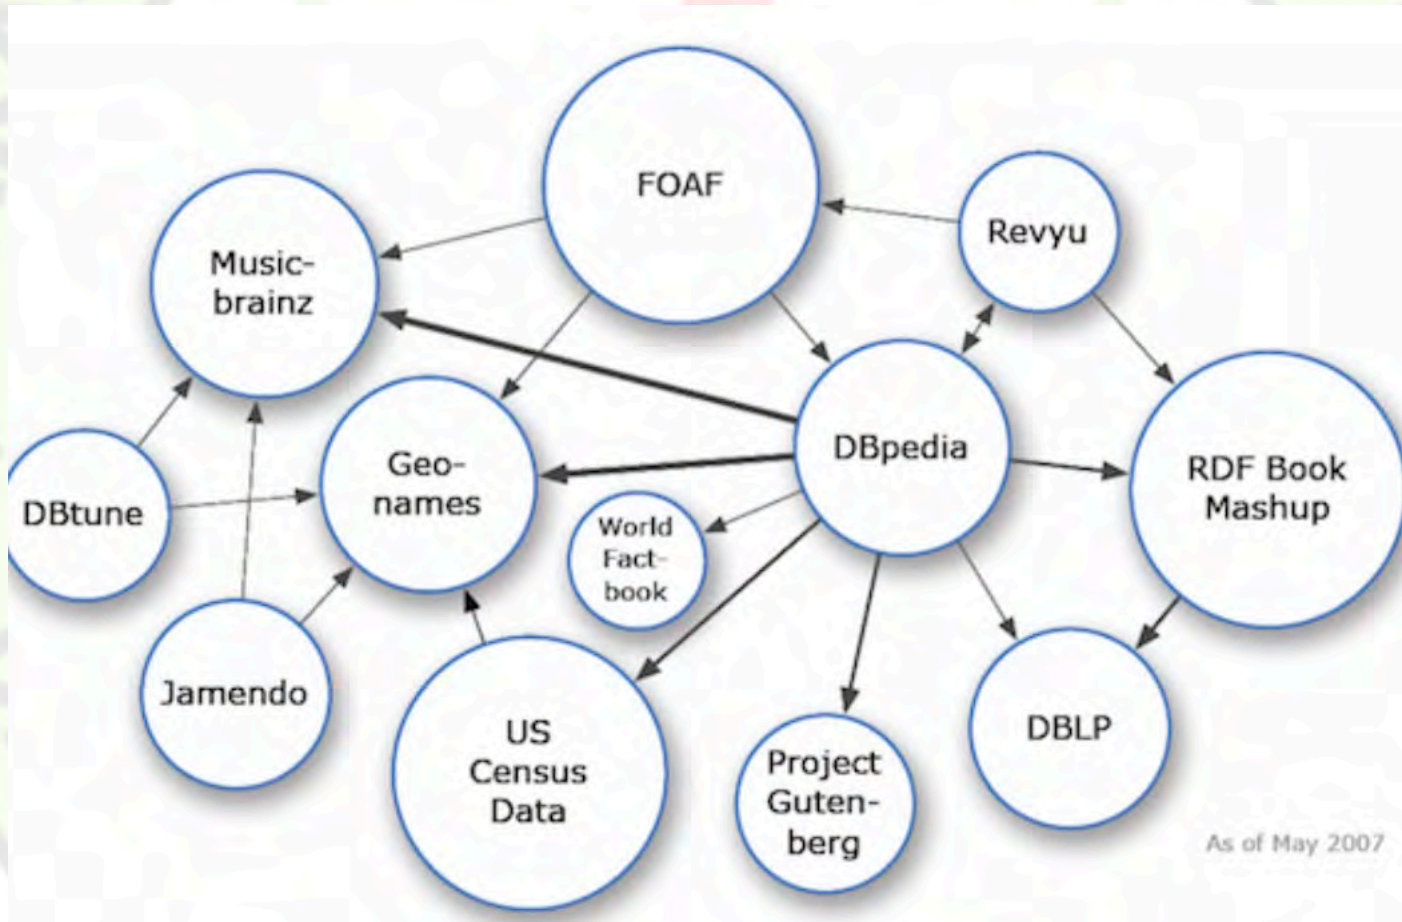 FOAF
Revyu
Music-
brainz
DBpedia
Geo-
names
RDF Book
Mashup
DBtune
World
Fact-
book
Jamendo
US
Census
Data
Project
Guten-
berg
DBLP
As of May 2007